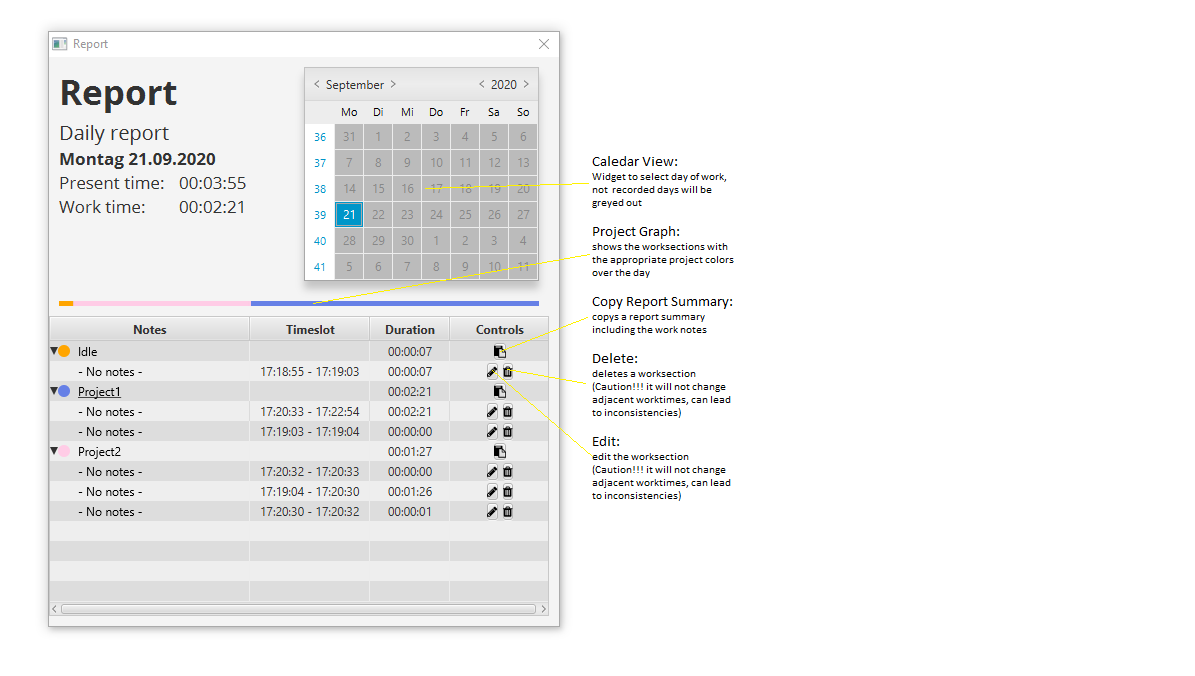 Report
Report
Daily report
Montag 21.09.2020
Present time: 00:03:55
Work time: 00:02:21
< September > < 2020 >
Mo Di Mi Do Fr Sa So
36 31 1 2 3 4 5 6
37 7 8 9 10 11 12 13
38 14 15 16 17 18 19 20
39 21 22 23 24 25 26 27
40 28 29 30 1 2 3 4
41 5 6 7 8 9 10 11
Notes Timeslot Duration Controls
Idle 00:00:07
- No notes - 17:18:55 - 17:19:03 00:00:07
Project1 00:02:21
- No notes - 17:20:33 - 17:22:54 00:02:21
- No notes - 17:19:03 - 17:19:04 00:00:00
Project2 00:01:27
- No notes - 17:20:32 - 17:20:33 00:00:00
- No notes - 17:19:04 - 17:20:30 00:01:26
- No notes - 17:20:30 - 17:20:32 00:00:01
Caledar View:
Widget to select day of work,
not recorded days will be
greyed out
Project Graph:
shows the worksections with
the appropriate project colors
over the day
Copy Report Summary:
copys a report summary
including the work notes
Delete:
deletes a worksection
(Caution!!! it will not change
adjacent worktimes, can lead
to inconsistencies)
Edit:
edit the worksection
(Caution!!! it will not change
adjacent worktimes, can lead
to inconsistencies)